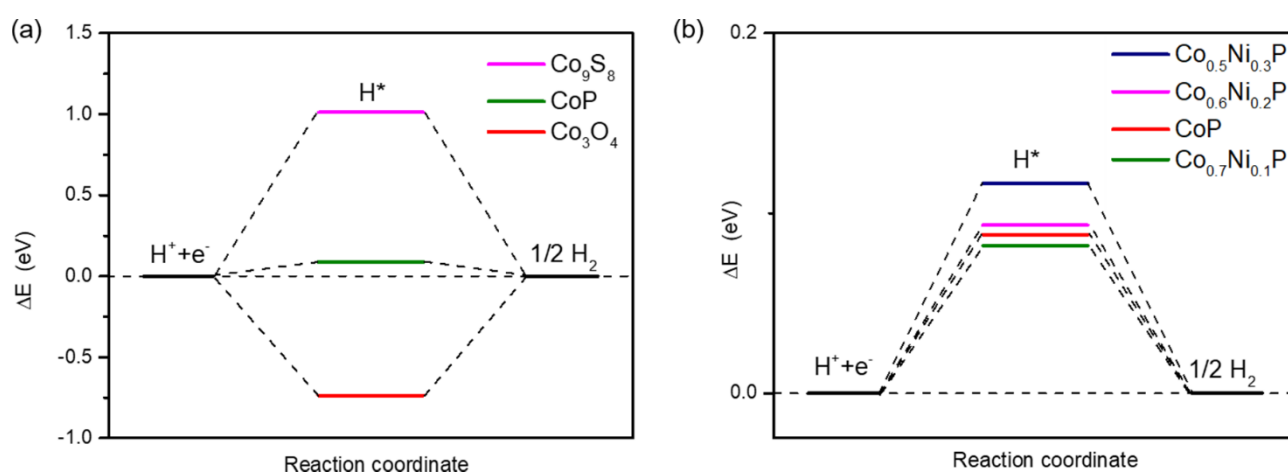 (a)
1.5
1.0
0.5
0.0
-0.5
-1.0
ΔE (eV)
Co₉S₈
CoP
Co₃O₄
H*
H⁺+e⁻
1/2 H₂
Reaction coordinate
(b)
0.2
0.0
ΔE (eV)
Co₀.₅Ni₀.₃P
Co₀.₆Ni₀.₂P
CoP
Co₀.₇Ni₀.₁P
H*
H⁺+e⁻
1/2 H₂
Reaction coordinate